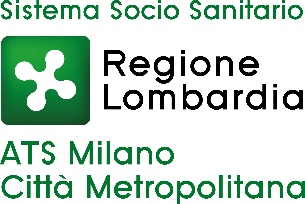 Sistema Socio Sanitario
Regione
Lombardia
ATS Milano
Città Metropolitana